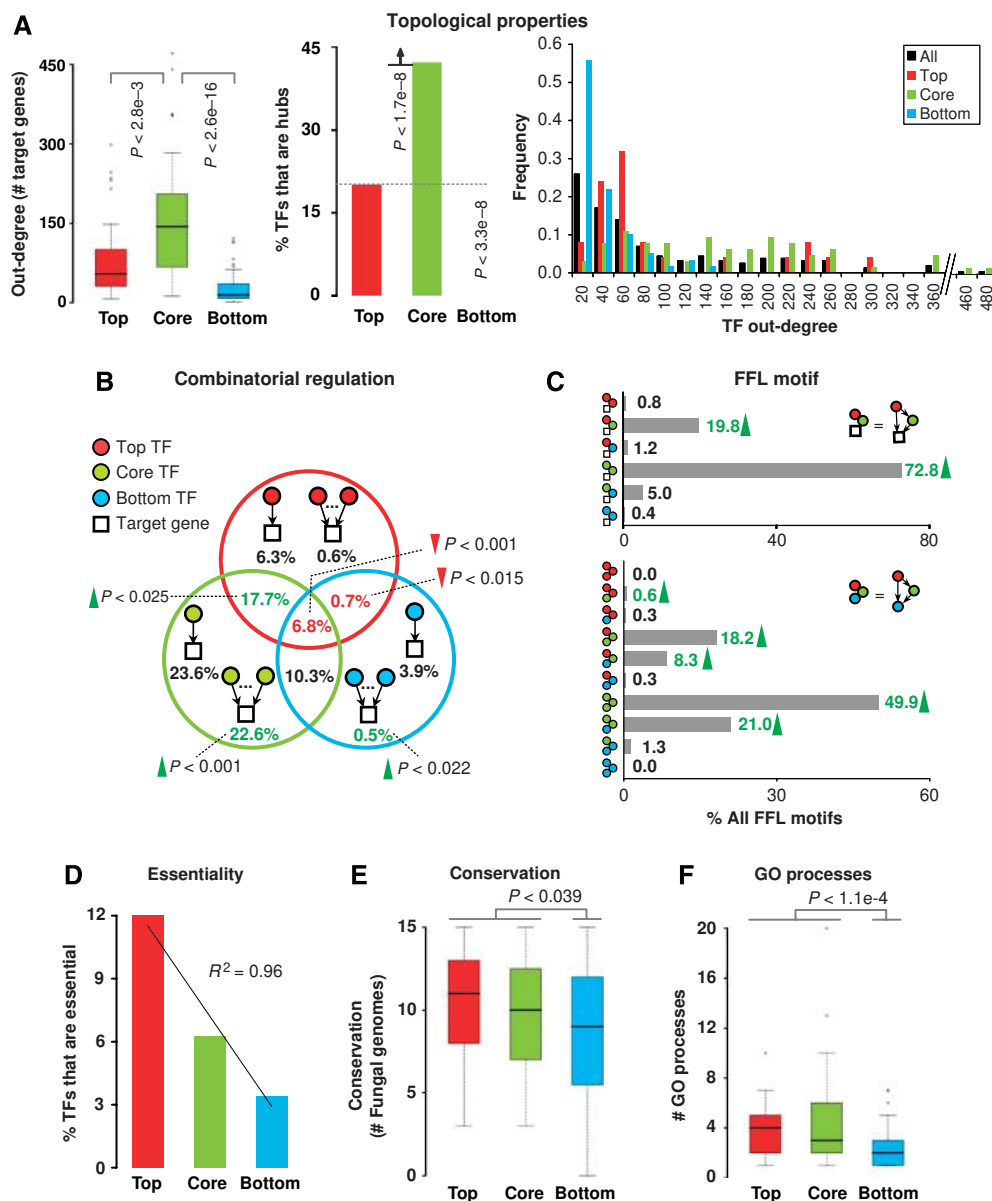 A
Topological properties
Out-degree (# target genes)
450
300
150
0
P < 2.8e–3
P < 2.6e–16
Top Core Bottom
% TFs that are hubs
45
30
15
0
P < 1.7e–8
P < 3.3e–8
Top Core Bottom
Frequency
0.6
0.5
0.4
0.3
0.2
0.1
0.0
All
Top
Core
Bottom
20 40 60 80 100 120 140 160 180 200 220 240 260 280 300 320 340 360 460 480
TF out-degree
B
Combinatorial regulation
Top TF
Core TF
Bottom TF
Target gene
6.3% 0.6%
P < 0.001
P < 0.015
P < 0.025
17.7% 0.7%
6.8%
23.6% 10.3% 3.9%
22.6% 0.5%
P < 0.001
P < 0.022
C
FFL motif
0.8
19.8
1.2
72.8
5.0
0.4
=
0 40 80
0.0
0.6
0.3
18.2
8.3
0.3
49.9
21.0
1.3
0.0
=
0 30 60
% All FFL motifs
D
Essentiality
% TFs that are essential
12
9
6
3
0
R² = 0.96
Top Core Bottom
E
Conservation
P < 0.039
Conservation
(# Fungal genomes)
15
10
5
0
Top Core Bottom
F
GO processes
P < 1.1e-4
# GO processes
20
16
12
8
4
0
Top Core Bottom